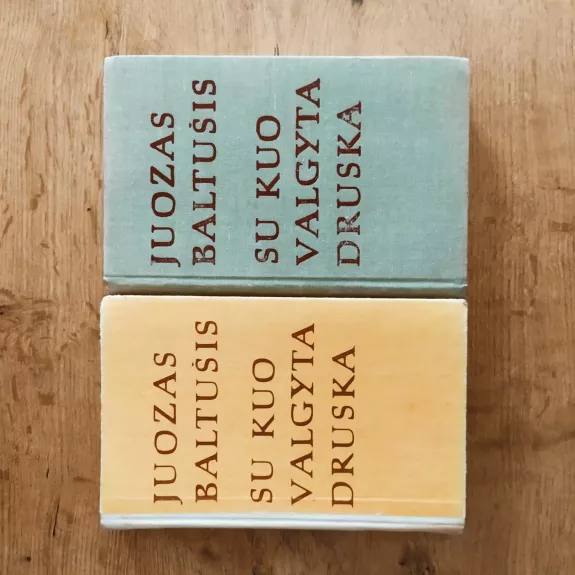 JUOZAS
BALTUŠIS
SU KUO
VALGYTA
DRUSKA
JUOZAS
BALTUŠIS
SU KUO
VALGYTA
DRUSKA